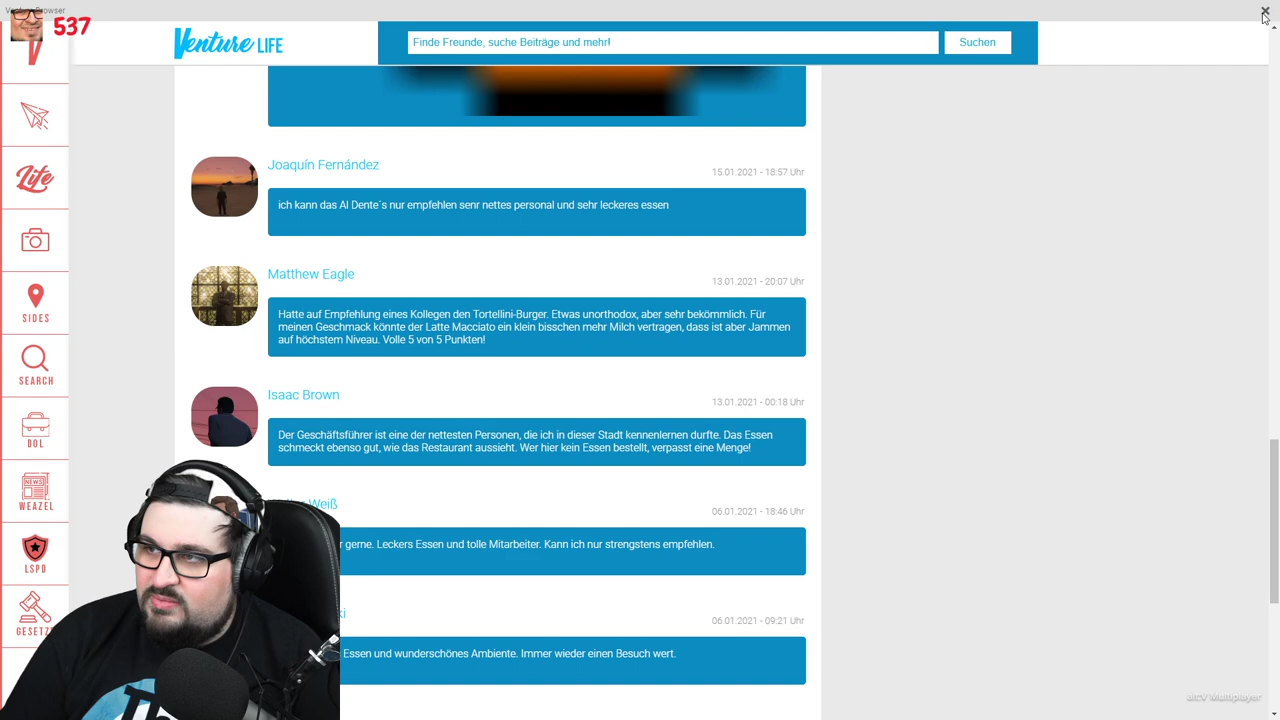 Browser
537
Venture LIFE
Finde Freunde, suche Beiträge und mehr!
Suchen
Life
SIDES
SEARCH
DOL
NEWS
WEAZEL
LSPD
GESETZE
Joaquín Fernández
15.01.2021 - 18:57 Uhr
ich kann das Al Dente´s nur empfehlen senr nettes personal und sehr leckeres essen
Matthew Eagle
13.01.2021 - 20:07 Uhr
Hatte auf Empfehlung eines Kollegen den Tortellini-Burger. Etwas unorthodox, aber sehr bekömmlich. Für
meinen Geschmack könnte der Latte Macciato ein klein bisschen mehr Milch vertragen, dass ist aber Jammen
auf höchstem Niveau. Volle 5 von 5 Punkten!
Isaac Brown
13.01.2021 - 00:18 Uhr
Der Geschäftsführer ist eine der nettesten Personen, die ich in dieser Stadt kennenlernen durfte. Das Essen
schmeckt ebenso gut, wie das Restaurant aussieht. Wer hier kein Essen bestellt, verpasst eine Menge!
Weiß
06.01.2021 - 18:46 Uhr
gerne. Leckers Essen und tolle Mitarbeiter. Kann ich nur strengstens empfehlen.
ki
06.01.2021 - 09:21 Uhr
Essen und wunderschönes Ambiente. Immer wieder einen Besuch wert.
alt:V Multiplayer